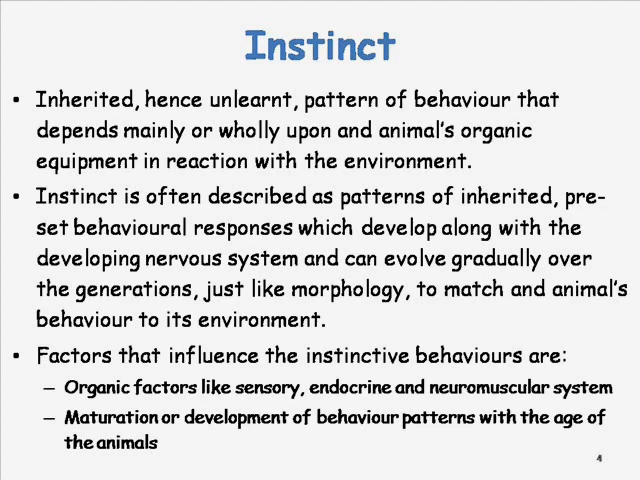 Instinct
• Inherited, hence unlearnt, pattern of behaviour that
depends mainly or wholly upon and animal's organic
equipment in reaction with the environment.
• Instinct is often described as patterns of inherited, pre-
set behavioural responses which develop along with the
developing nervous system and can evolve gradually over
the generations, just like morphology, to match and animal's
behaviour to its environment.
• Factors that influence the instinctive behaviours are:
– Organic factors like sensory, endocrine and neuromuscular system
– Maturation or development of behaviour patterns with the age of
the animals
4